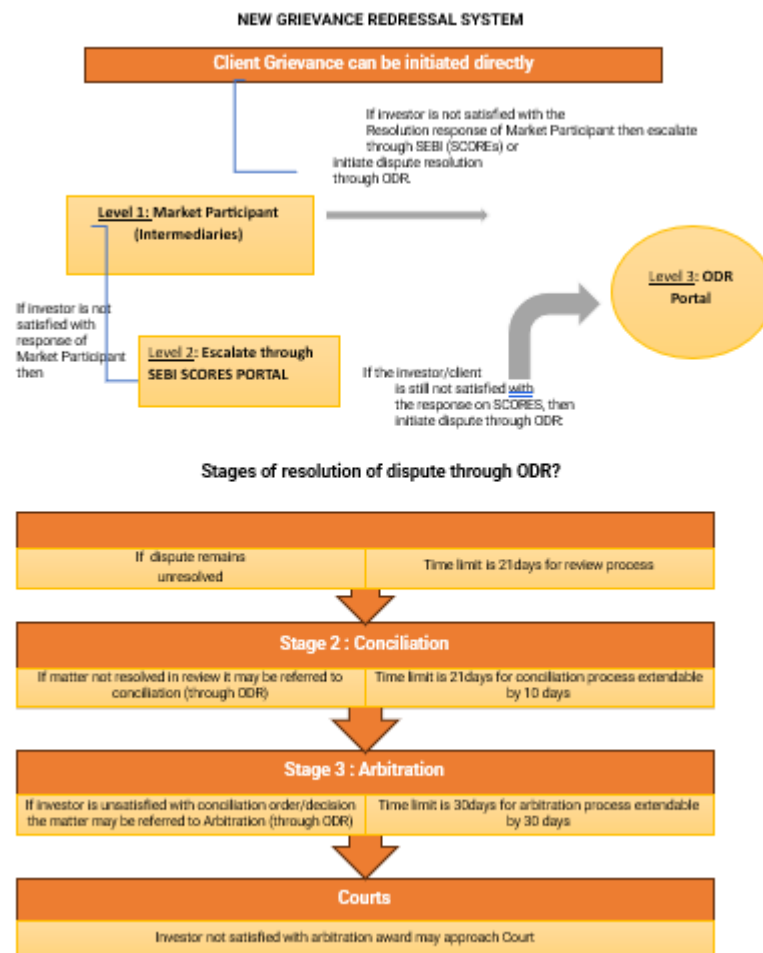 NEW GRIEVANCE REDRESSAL SYSTEM
Client Grievance can be initiated directly
If investor is not satisfied with the
Resolution response of Market Participant then escalate
through SEBI (SCOREs) or
initiate dispute resolution
through ODR.
Level 1: Market Participant
(Intermediaries)
Level 3: ODR
Portal
If investor is not
satisfied with
response of
Market Participant
then
Level 2: Escalate through
SEBI SCORES PORTAL
If the investor/client
is still not satisfied with
the response on SCORES, then
initiate dispute through ODR:
Stages of resolution of dispute through ODR?
If dispute remains
unresolved
Time limit is 21days for review process
Stage 2 : Conciliation
If matter not resolved in review it may be referred to
conciliation (through ODR)
Time limit is 21days for conciliation process extendable
by 10 days
Stage 3 : Arbitration
If investor is unsatisfied with conciliation order/decision
the matter may be referred to Arbitration (through ODR)
Time limit is 30days for arbitration process extendable
by 30 days
Courts
Investor not satisfied with arbitration award may approach Court